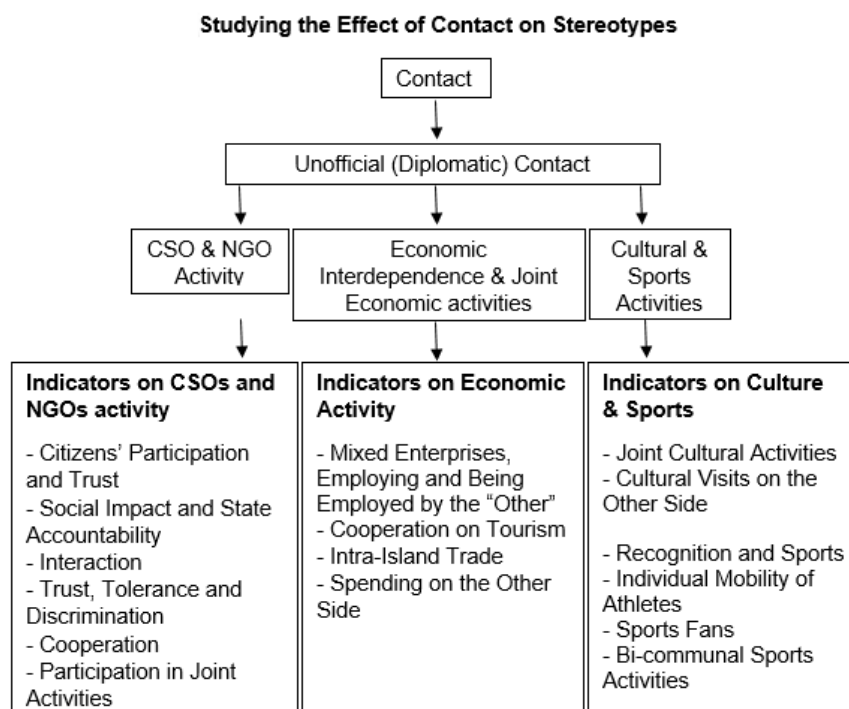 Studying the Effect of Contact on Stereotypes
Contact
Unofficial (Diplomatic) Contact
CSO & NGO
Activity
Economic
Interdependence & Joint
Economic activities
Cultural &
Sports
Activities
Indicators on CSOs and
NGOs activity
- Citizens’ Participation
and Trust
- Social Impact and State
Accountability
- Interaction
- Trust, Tolerance and
Discrimination
- Cooperation
- Participation in Joint
Activities
Indicators on Economic
Activity
- Mixed Enterprises,
Employing and Being
Employed by the “Other”
- Cooperation on Tourism
- Intra-Island Trade
- Spending on the Other
Side
Indicators on Culture
& Sports
- Joint Cultural Activities
- Cultural Visits on the
Other Side
- Recognition and Sports
- Individual Mobility of
Athletes
- Sports Fans
- Bi-communal Sports
Activities